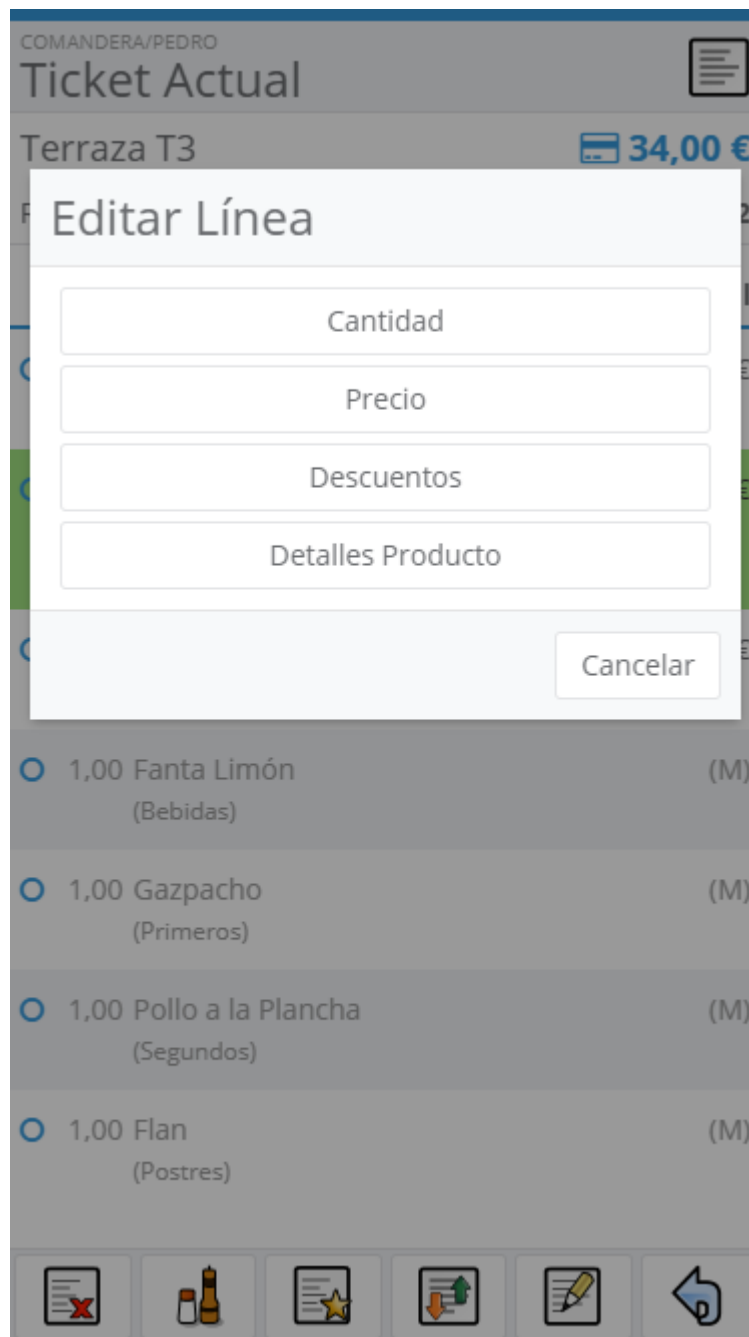 COMANDERA/PEDRO
Ticket Actual
Terraza T3 34,00 €
Editar Línea
Cantidad
Precio
Descuentos
Detalles Producto
Cancelar
1,00 Fanta Limón (M)
(Bebidas)
1,00 Gazpacho (M)
(Primeros)
1,00 Pollo a la Plancha (M)
(Segundos)
1,00 Flan (M)
(Postres)